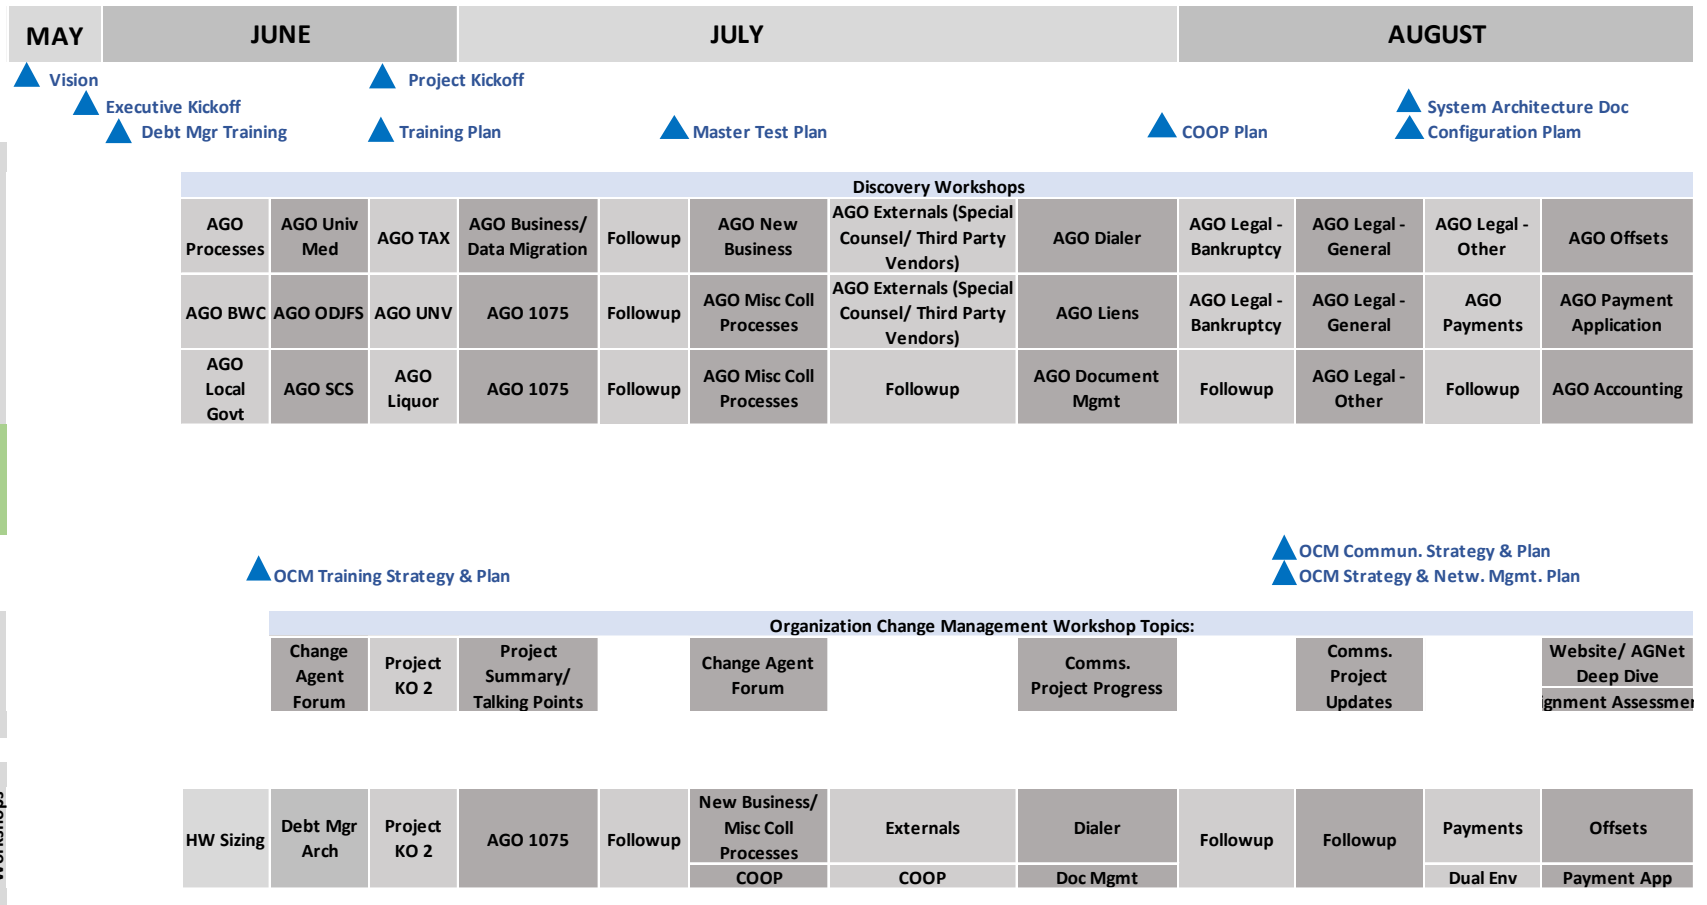 MAY
JUNE
JULY
AUGUST
Vision
Project Kickoff
Executive Kickoff
System Architecture Doc
Debt Mgr Training
Training Plan
Master Test Plan
COOP Plan
Configuration Plam
Discovery Workshops
AGO
Processes
AGO Univ
Med
AGO TAX
AGO Business/
Data Migration
Followup
AGO New
Business
AGO Externals (Special
Counsel/ Third Party
Vendors)
AGO Dialer
AGO Legal -
Bankruptcy
AGO Legal -
General
AGO Legal -
Other
AGO Offsets
AGO BWC
AGO ODJFS
AGO UNV
AGO 1075
Followup
AGO Misc Coll
Processes
AGO Externals (Special
Counsel/ Third Party
Vendors)
AGO Liens
AGO Legal -
Bankruptcy
AGO Legal -
General
AGO
Payments
AGO Payment
Application
AGO
Local
Govt
AGO SCS
AGO
Liquor
AGO 1075
Followup
AGO Misc Coll
Processes
Followup
AGO Document
Mgmt
Followup
AGO Legal -
Other
Followup
AGO Accounting
OCM Commun. Strategy & Plan
OCM Training Strategy & Plan
OCM Strategy & Netw. Mgmt. Plan
Organization Change Management Workshop Topics:
Change
Agent
Forum
Project
KO 2
Project
Summary/
Talking Points
Change Agent
Forum
Comms.
Project Progress
Comms.
Project
Updates
Website/ AGNet
Deep Dive
ignment Assessmen
HW Sizing
Debt Mgr
Arch
Project
KO 2
AGO 1075
Followup
New Business/
Misc Coll
Processes
Externals
Dialer
Followup
Followup
Payments
Offsets
COOP
COOP
Doc Mgmt
Dual Env
Payment App